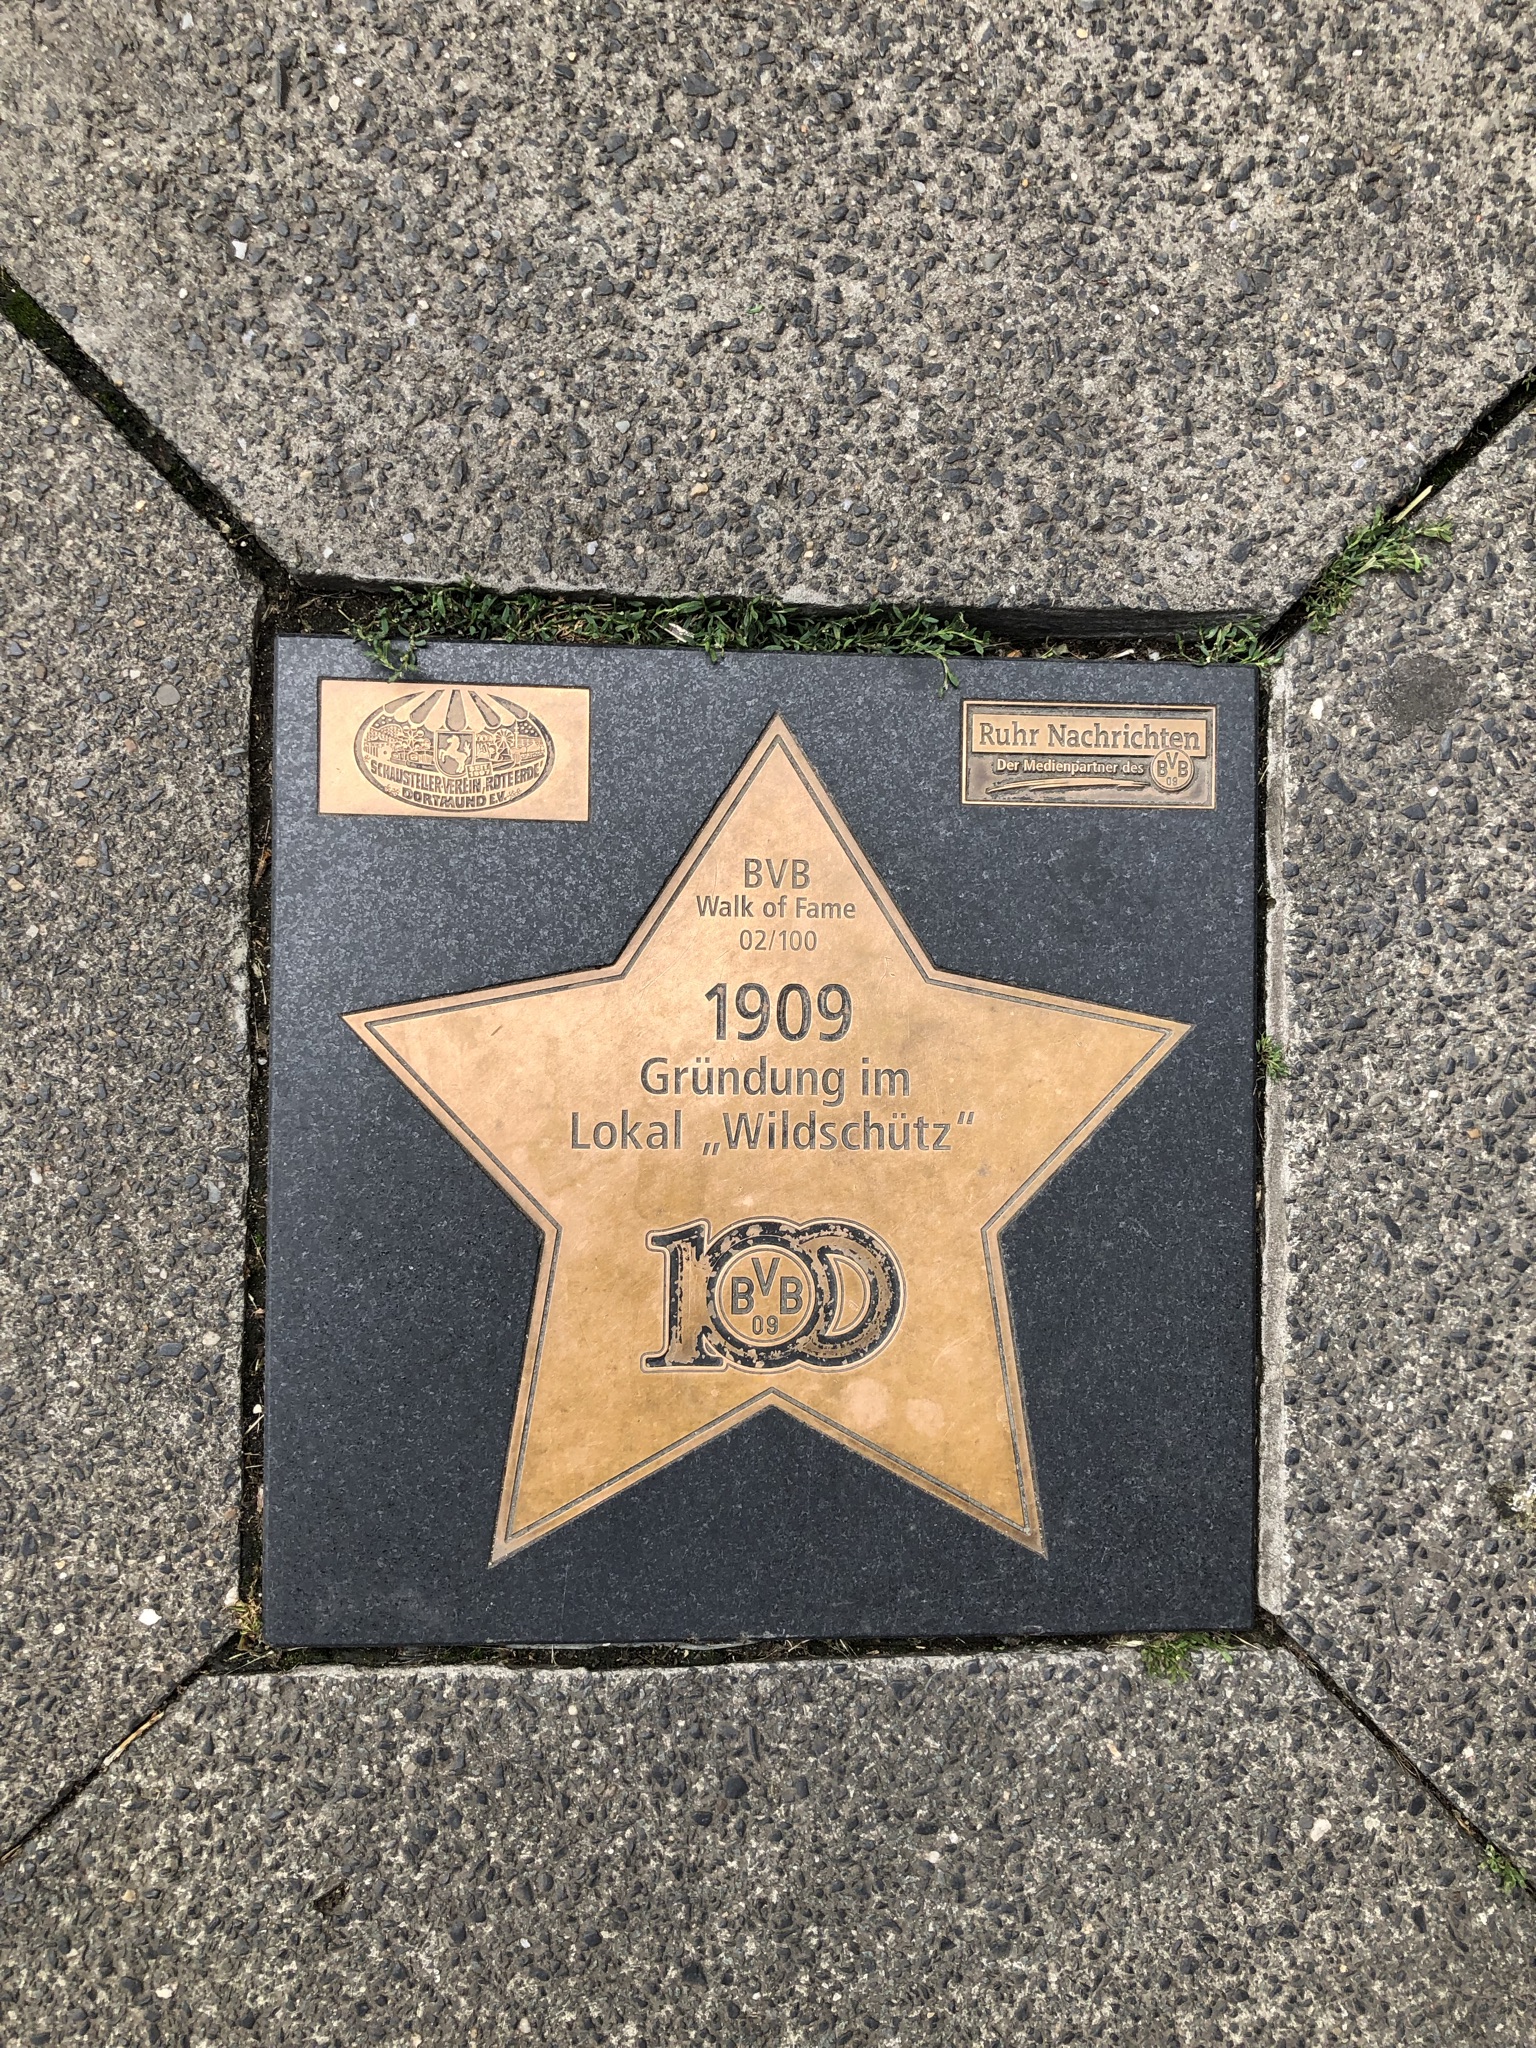 SCHAUSTELLER-VEREIN „ROTE ERDE"
DORTMUND E.V.
Ruhr Nachrichten
Der Medienpartner des BVB 09
BVB
Walk of Fame
02/100
1909
Gründung im
Lokal „Wildschütz“
100
BVB
09